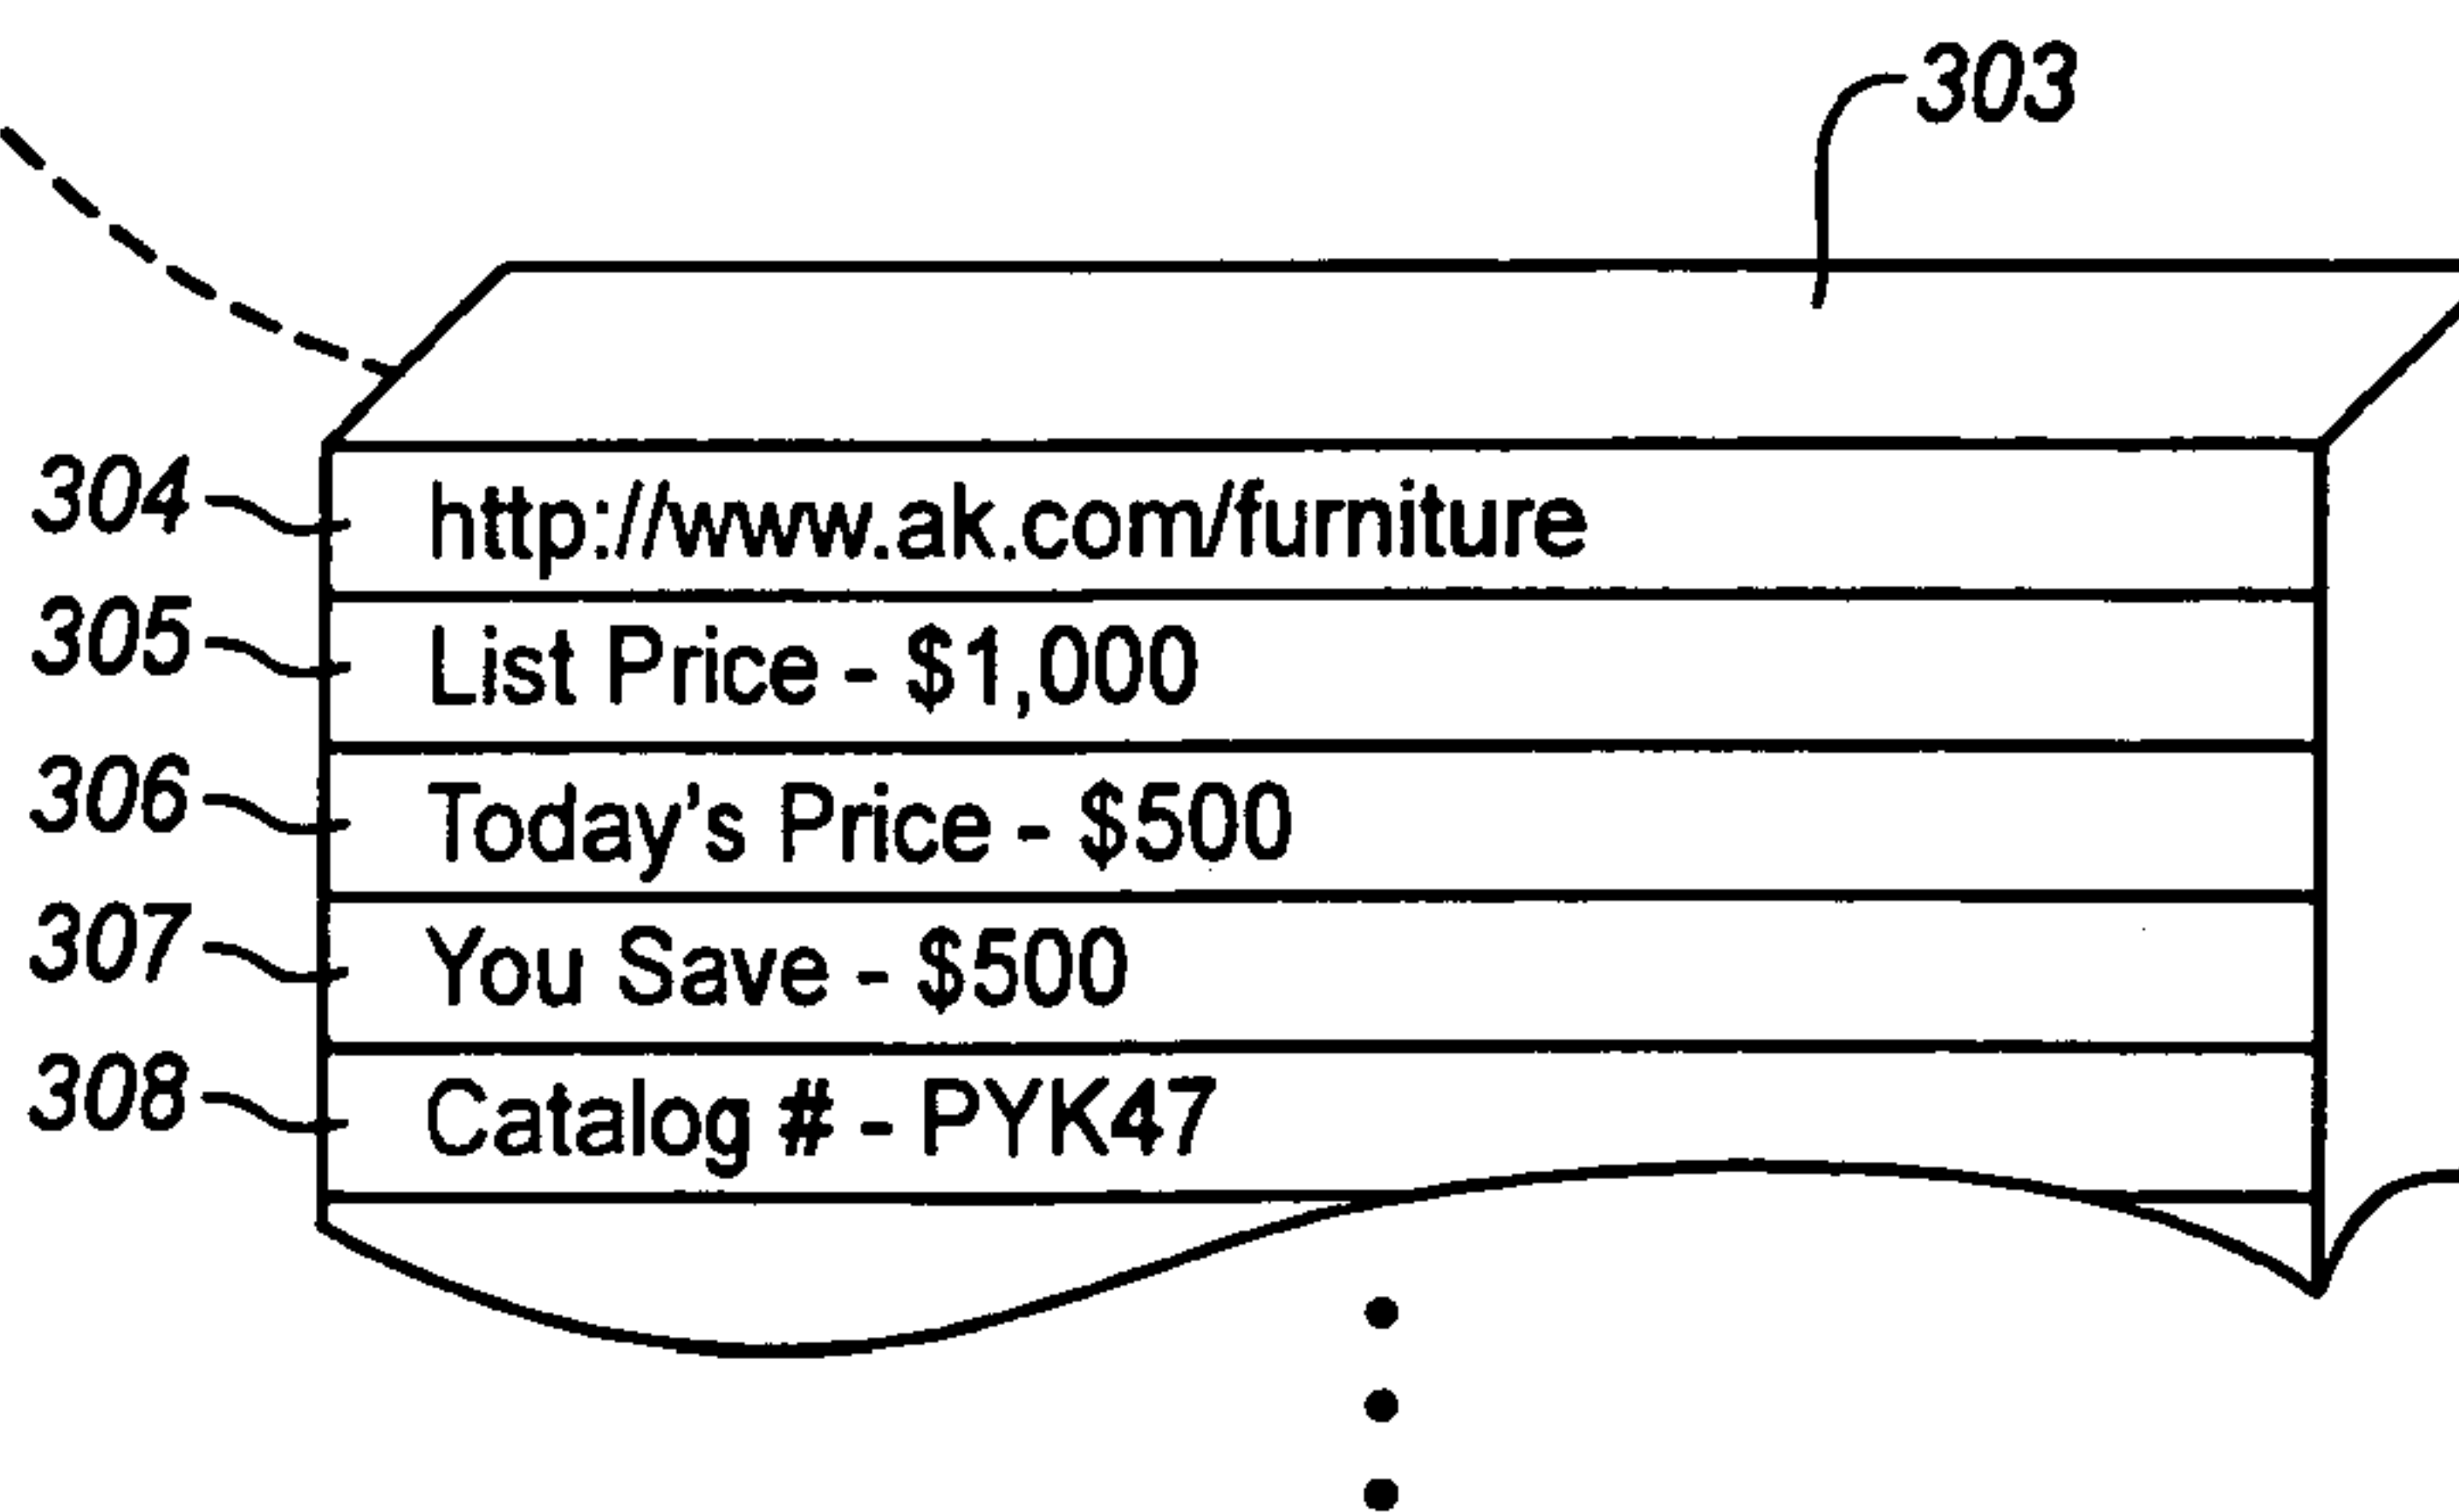 303
304 http://www.ak.com/furniture
305 List Price - $1,000
306 Today's Price - $500
307 You Save - $500
308 Catalog # - PYK47